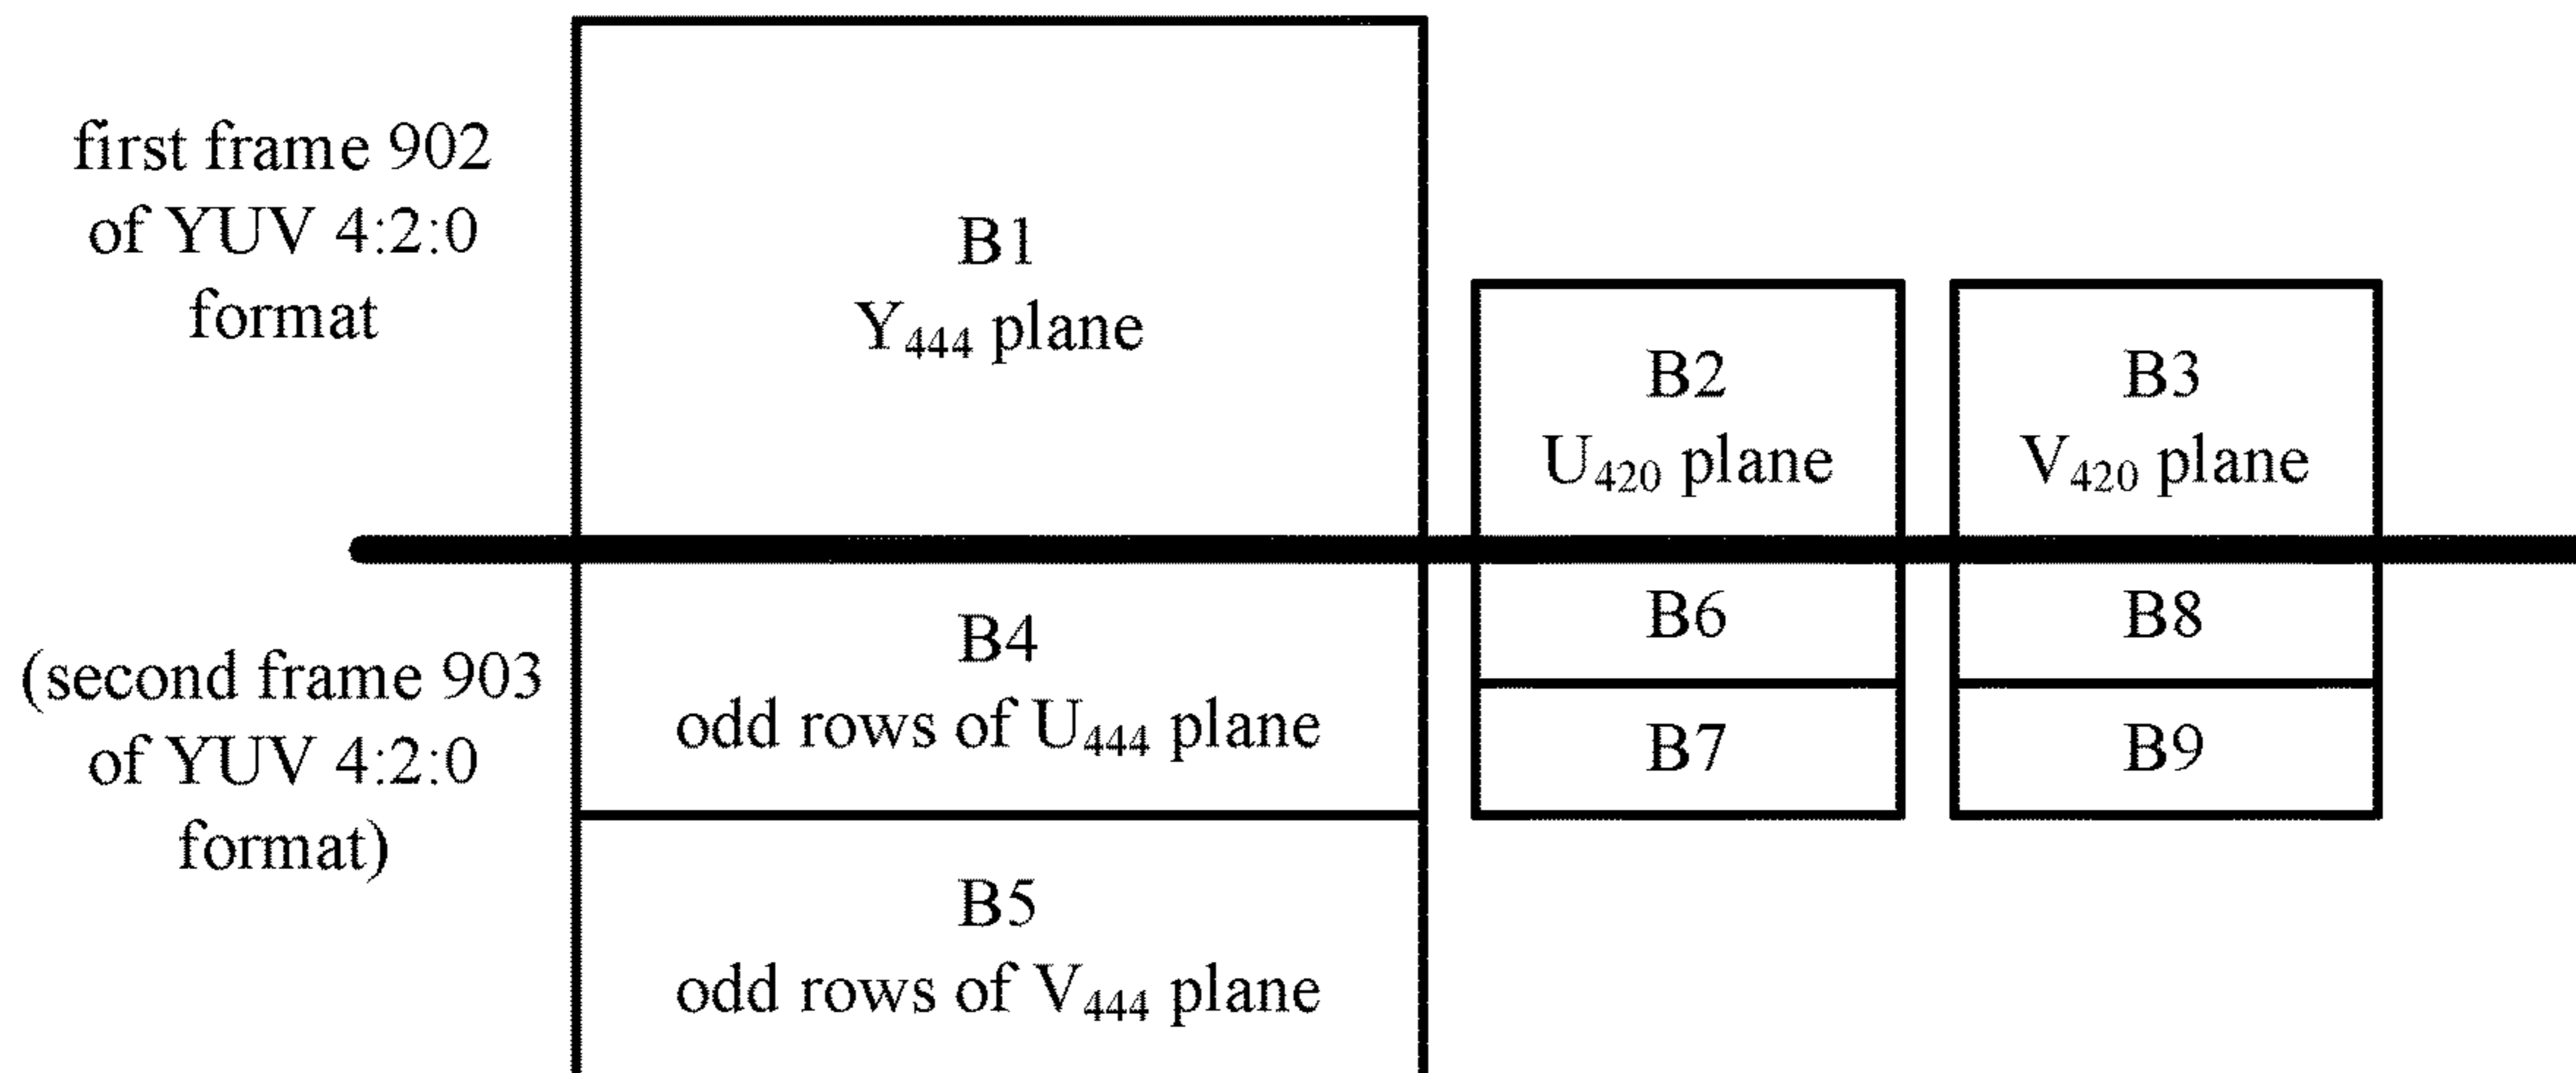 first frame 902
of YUV 4:2:0
format
B1
Y₄₄₄ plane
B2
U₄₂₀ plane
B3
V₄₂₀ plane
(second frame 903
of YUV 4:2:0
format)
B4
odd rows of U₄₄₄ plane
B5
odd rows of V₄₄₄ plane
B6
B7
B8
B9